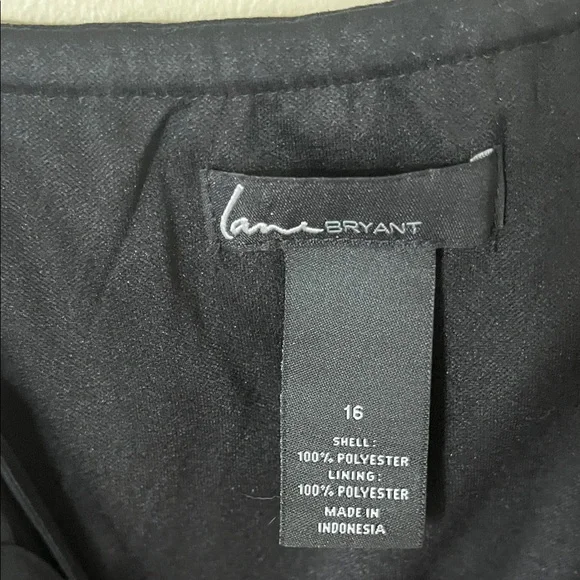 lane BRYANT
16
SHELL:
100% POLYESTER
LINING:
100% POLYESTER
MADE IN
INDONESIA